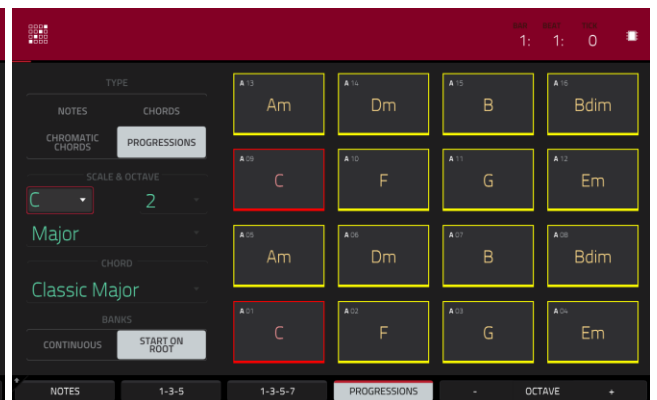 BAR BEAT TICK
1: 1: 0
TYPE
NOTES CHORDS
CHROMATIC
CHORDS
PROGRESSIONS
SCALE & OCTAVE
C 2
Major
CHORD
Classic Major
BANKS
CONTINUOUS
START ON
ROOT
A 13 A 14 A 15 A 16
Am Dm B Bdim
A 09 A 10 A 11 A 12
C F G Em
A 05 A 06 A 07 A 08
Am Dm B Bdim
A 01 A 02 A 03 A 04
C F G Em
NOTES 1-3-5 1-3-5-7 PROGRESSIONS - OCTAVE +